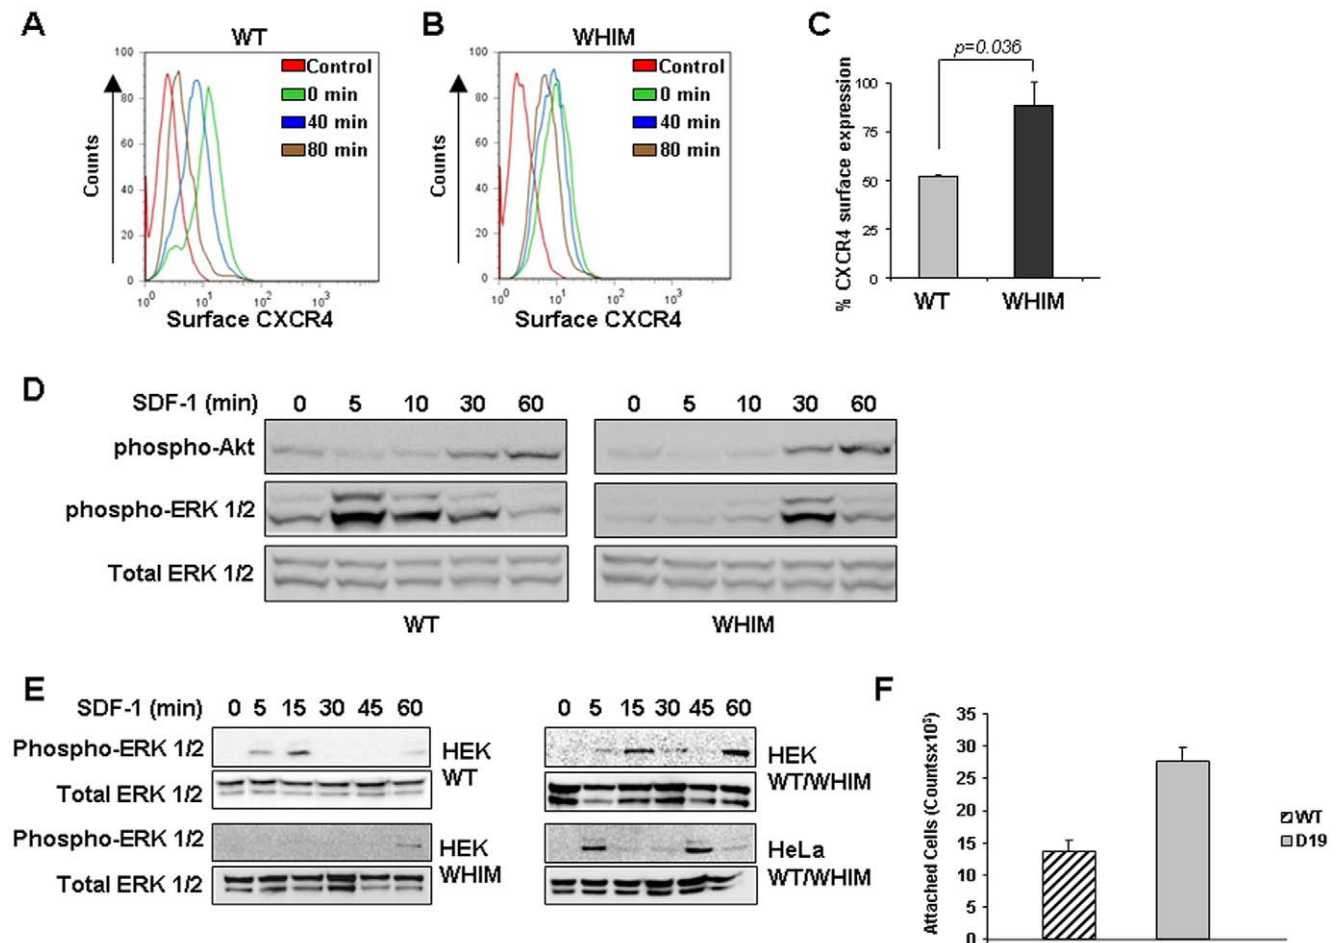 A
WT
Counts
100
80
60
40
20
0
10⁰ 10¹ 10² 10³
Surface CXCR4
Control
0 min
40 min
80 min
B
WHIM
Counts
100
80
60
40
20
0
10⁰ 10¹ 10² 10³
Surface CXCR4
Control
0 min
40 min
80 min
C
p=0.036
% CXCR4 surface expression
100
75
50
25
0
WT WHIM
D
SDF-1 (min) 0 5 10 30 60 0 5 10 30 60
phospho-Akt
phospho-ERK 1/2
Total ERK 1/2
WT WHIM
E
SDF-1 (min) 0 5 15 30 45 60 0 5 15 30 45 60
Phospho-ERK 1/2
Total ERK 1/2
HEK
WT
HEK
WT/WHIM
Phospho-ERK 1/2
Total ERK 1/2
HEK
WHIM
HeLa
WT/WHIM
F
Attached Cells (Countsx10³)
35
30
25
20
15
10
5
0
WT
D19